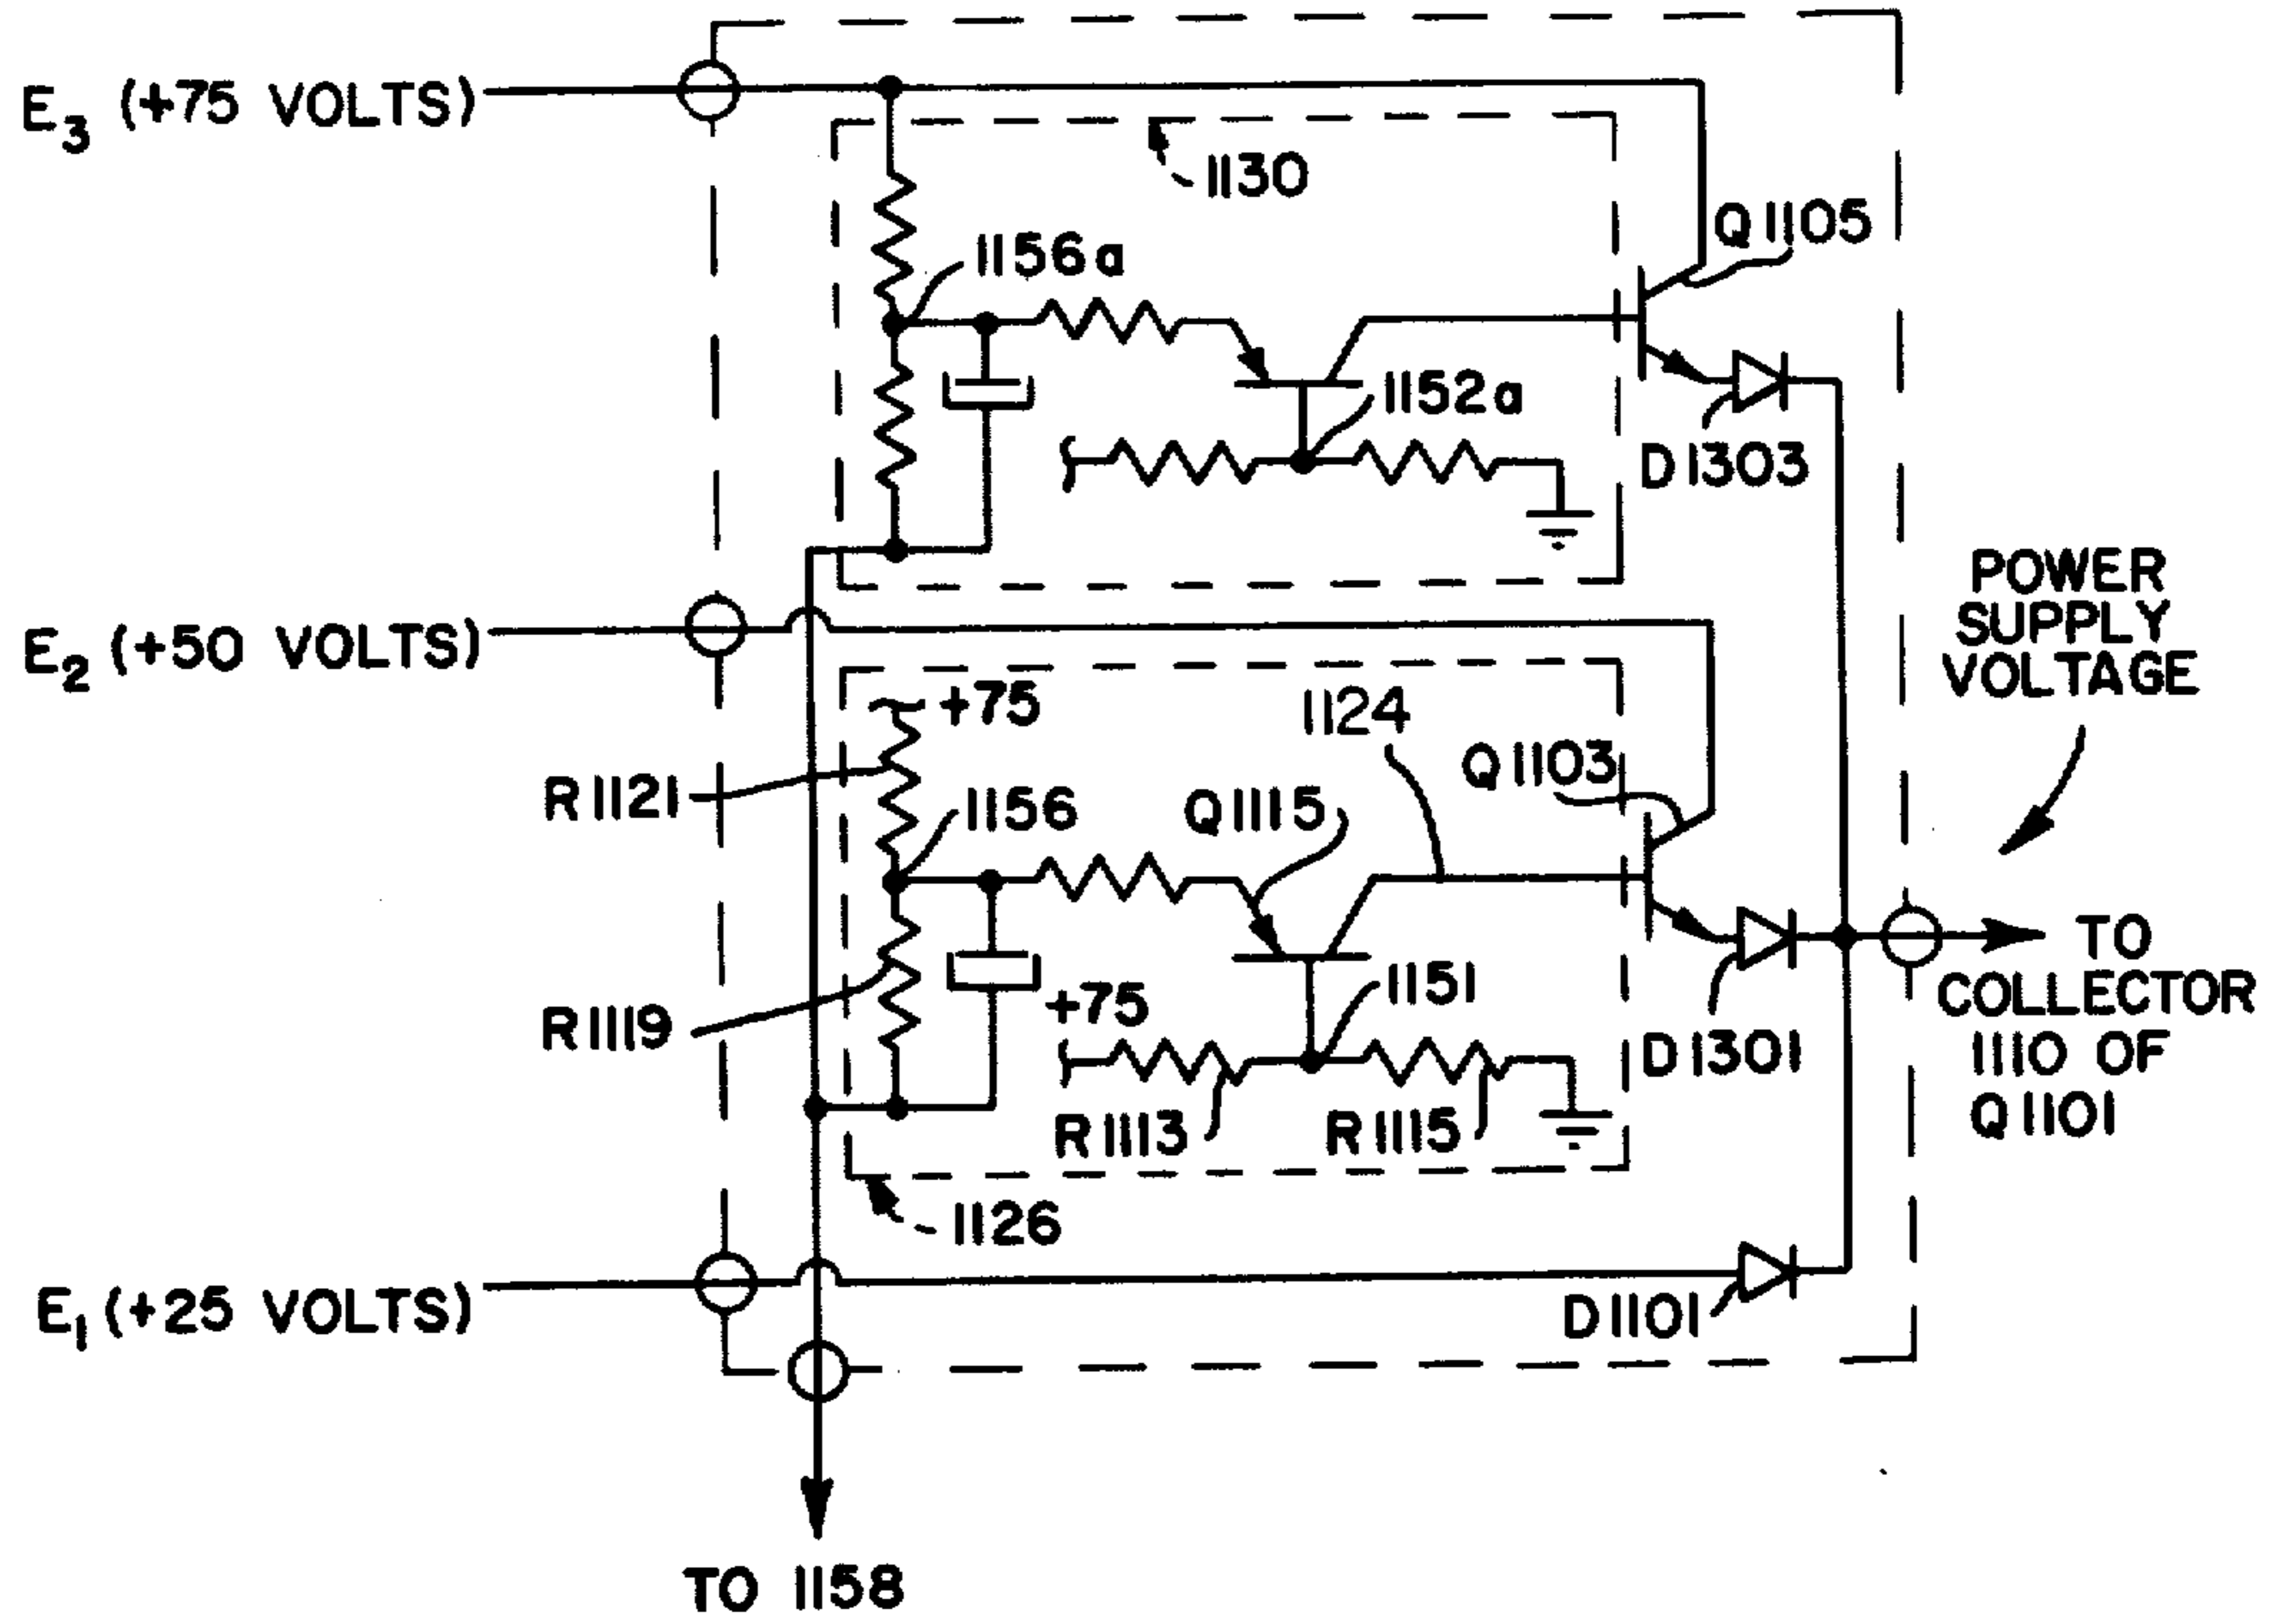 E3 (+75 VOLTS)
1130
Q1105
1156a
1152a
D1303
POWER
SUPPLY
VOLTAGE
E2 (+50 VOLTS)
+75
1124
Q1103
R1121
1156
Q1115
TO
COLLECTOR
1110 OF
Q1101
+75
1151
R1119
D1301
R1113
R1115
1126
E1 (+25 VOLTS)
D1101
TO 1158